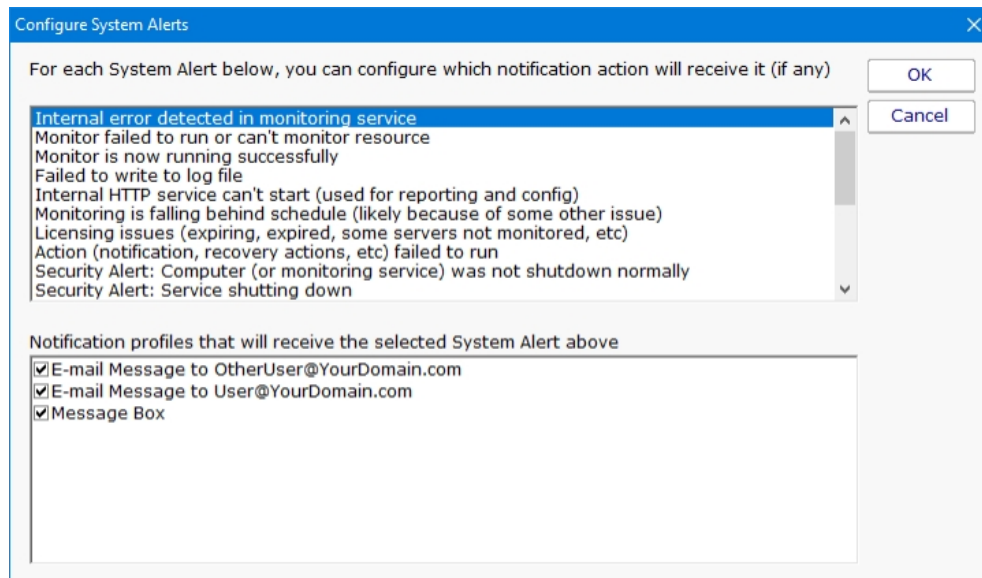 Configure System Alerts
For each System Alert below, you can configure which notification action will receive it (if any)
OK
Cancel
Internal error detected in monitoring service
Monitor failed to run or can't monitor resource
Monitor is now running successfully
Failed to write to log file
Internal HTTP service can't start (used for reporting and config)
Monitoring is falling behind schedule (likely because of some other issue)
Licensing issues (expiring, expired, some servers not monitored, etc)
Action (notification, recovery actions, etc) failed to run
Security Alert: Computer (or monitoring service) was not shutdown normally
Security Alert: Service shutting down
Notification profiles that will receive the selected System Alert above
E-mail Message to OtherUser@YourDomain.com
E-mail Message to User@YourDomain.com
Message Box